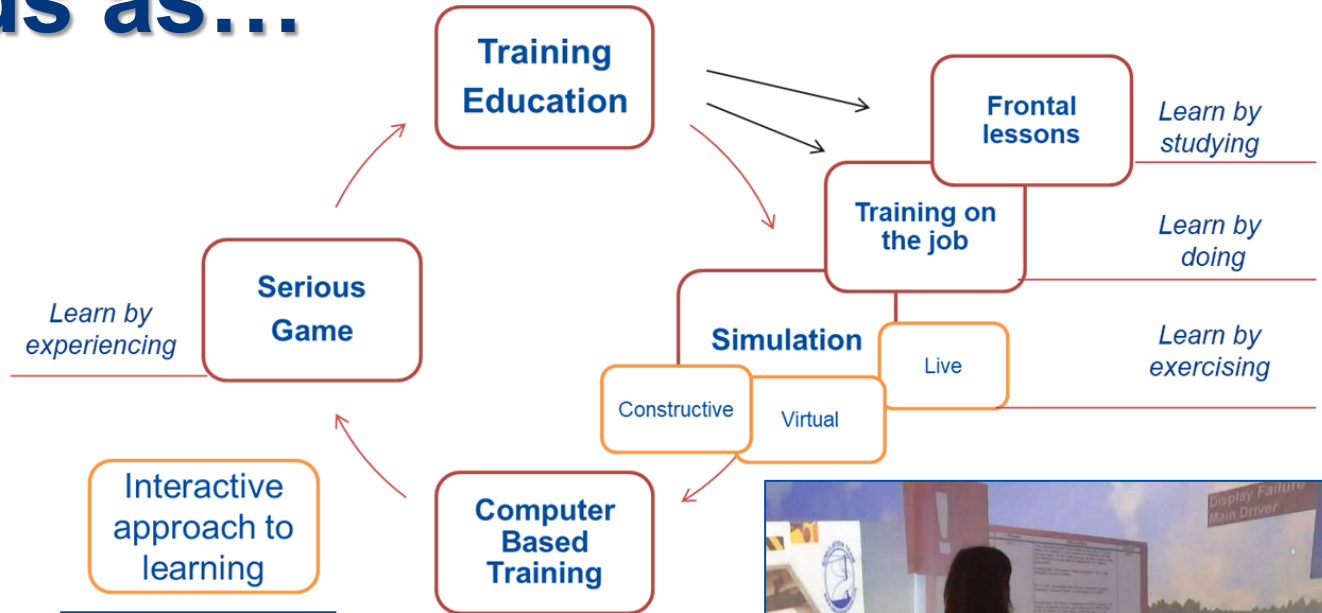 as…
Training
Education
Frontal
lessons
Learn by
studying
Training on
the job
Learn by
doing
Simulation
Live
Learn by
exercising
Constructive
Virtual
Computer
Based
Training
Serious
Game
Learn by
experiencing
Interactive
approach to
learning
Display Failure
Main Driver